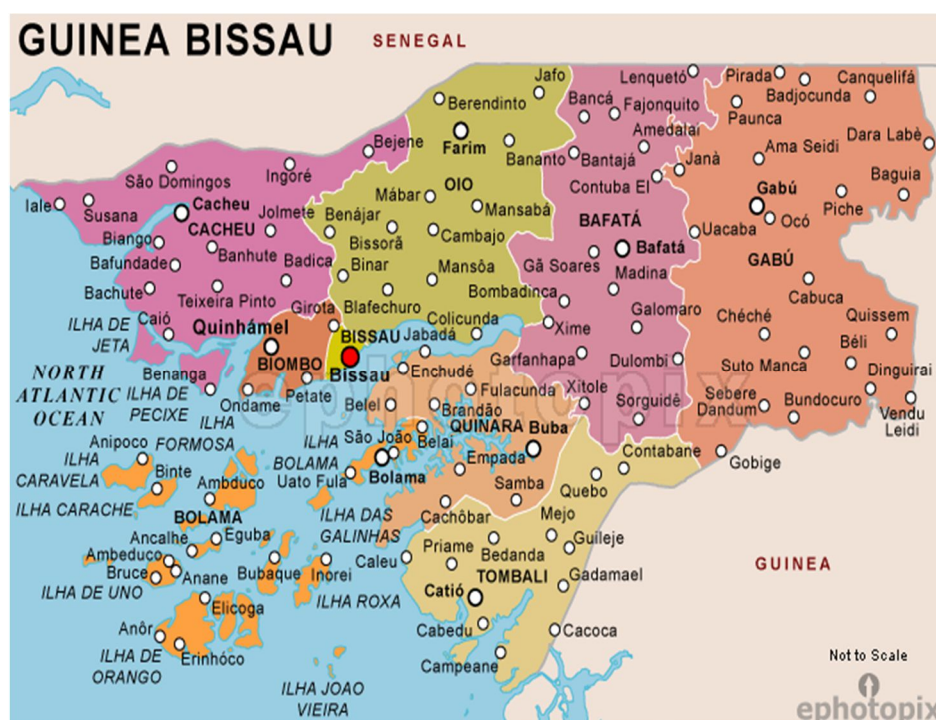 GUINEA BISSAU
SENEGAL
Jafo
Lenquetó
Pirada
Canquelifá
Badjocunda
Berendinto
Bancá
Fajonquito
Paunca
Bejene
Farim
Amedalaí
Dara Labè
Bananto
Bantajá
Janà
Ama Seidi
São Domingos
Ingoré
Contuba El
Gabú
Baguia
Iale
Susana
Cacheu
Mábar
OIO
Mansabá
Piche
CACHEU
Jolmete
Benájar
BAFATÁ
Uacaba
Ocó
Biango
Bissorã
Cambajo
Bafatá
Banhute
Badica
Bafundade
Binar
Mansôa
Gã Soares
Madina
GABÚ
Bachute
Teixeira Pinto
Blafechuro
Bombadinca
Cabuca
Caió
Girota
Colicunda
Galomaro
Chéché
Quissem
ILHA DE
JETA
Quinhámel
BISSAU
Jabadá
Xime
Béli
BIOMBO
Bissau
Enchudé
Garfanhapa
Dulombi
Suto Manca
Dinguirai
Benanga
NORTH
ATLANTIC
OCEAN
ILHA DE
PECIXE
Ondame
Petate
Fulacunda
Xitole
Sorguidé
Sebere
Dandum
Bundocuro
Vendu
Leidi
Belel
Brandão
QUINARA
Buba
ephotopix
ILHA
FORMOSA
Anipoco
ILHA
BOLAMA
São João
Belai
Contabane
Gobige
ILHA
CARAVELA
Binte
Uato Fula
Bolama
Empada
Quebo
ILHA CARACHE
Ambduco
Samba
BOLAMA
ILHA DAS
GALINHAS
Cachôbar
Mejo
Ancalhe
Eguba
Guileje
Ambeduco
Priame
Bedanda
GUINEA
Bruce
Anane
Bubaque
Inorei
Caleu
TOMBALI
Gadamael
ILHA DE UNO
ILHA ROXA
Catió
Elicoga
Anôr
Cabedu
Cacoca
Erinhóco
ILHA DE
ORANGO
Campeane
ILHA JOAO
VIEIRA
Not to Scale
ephotopix